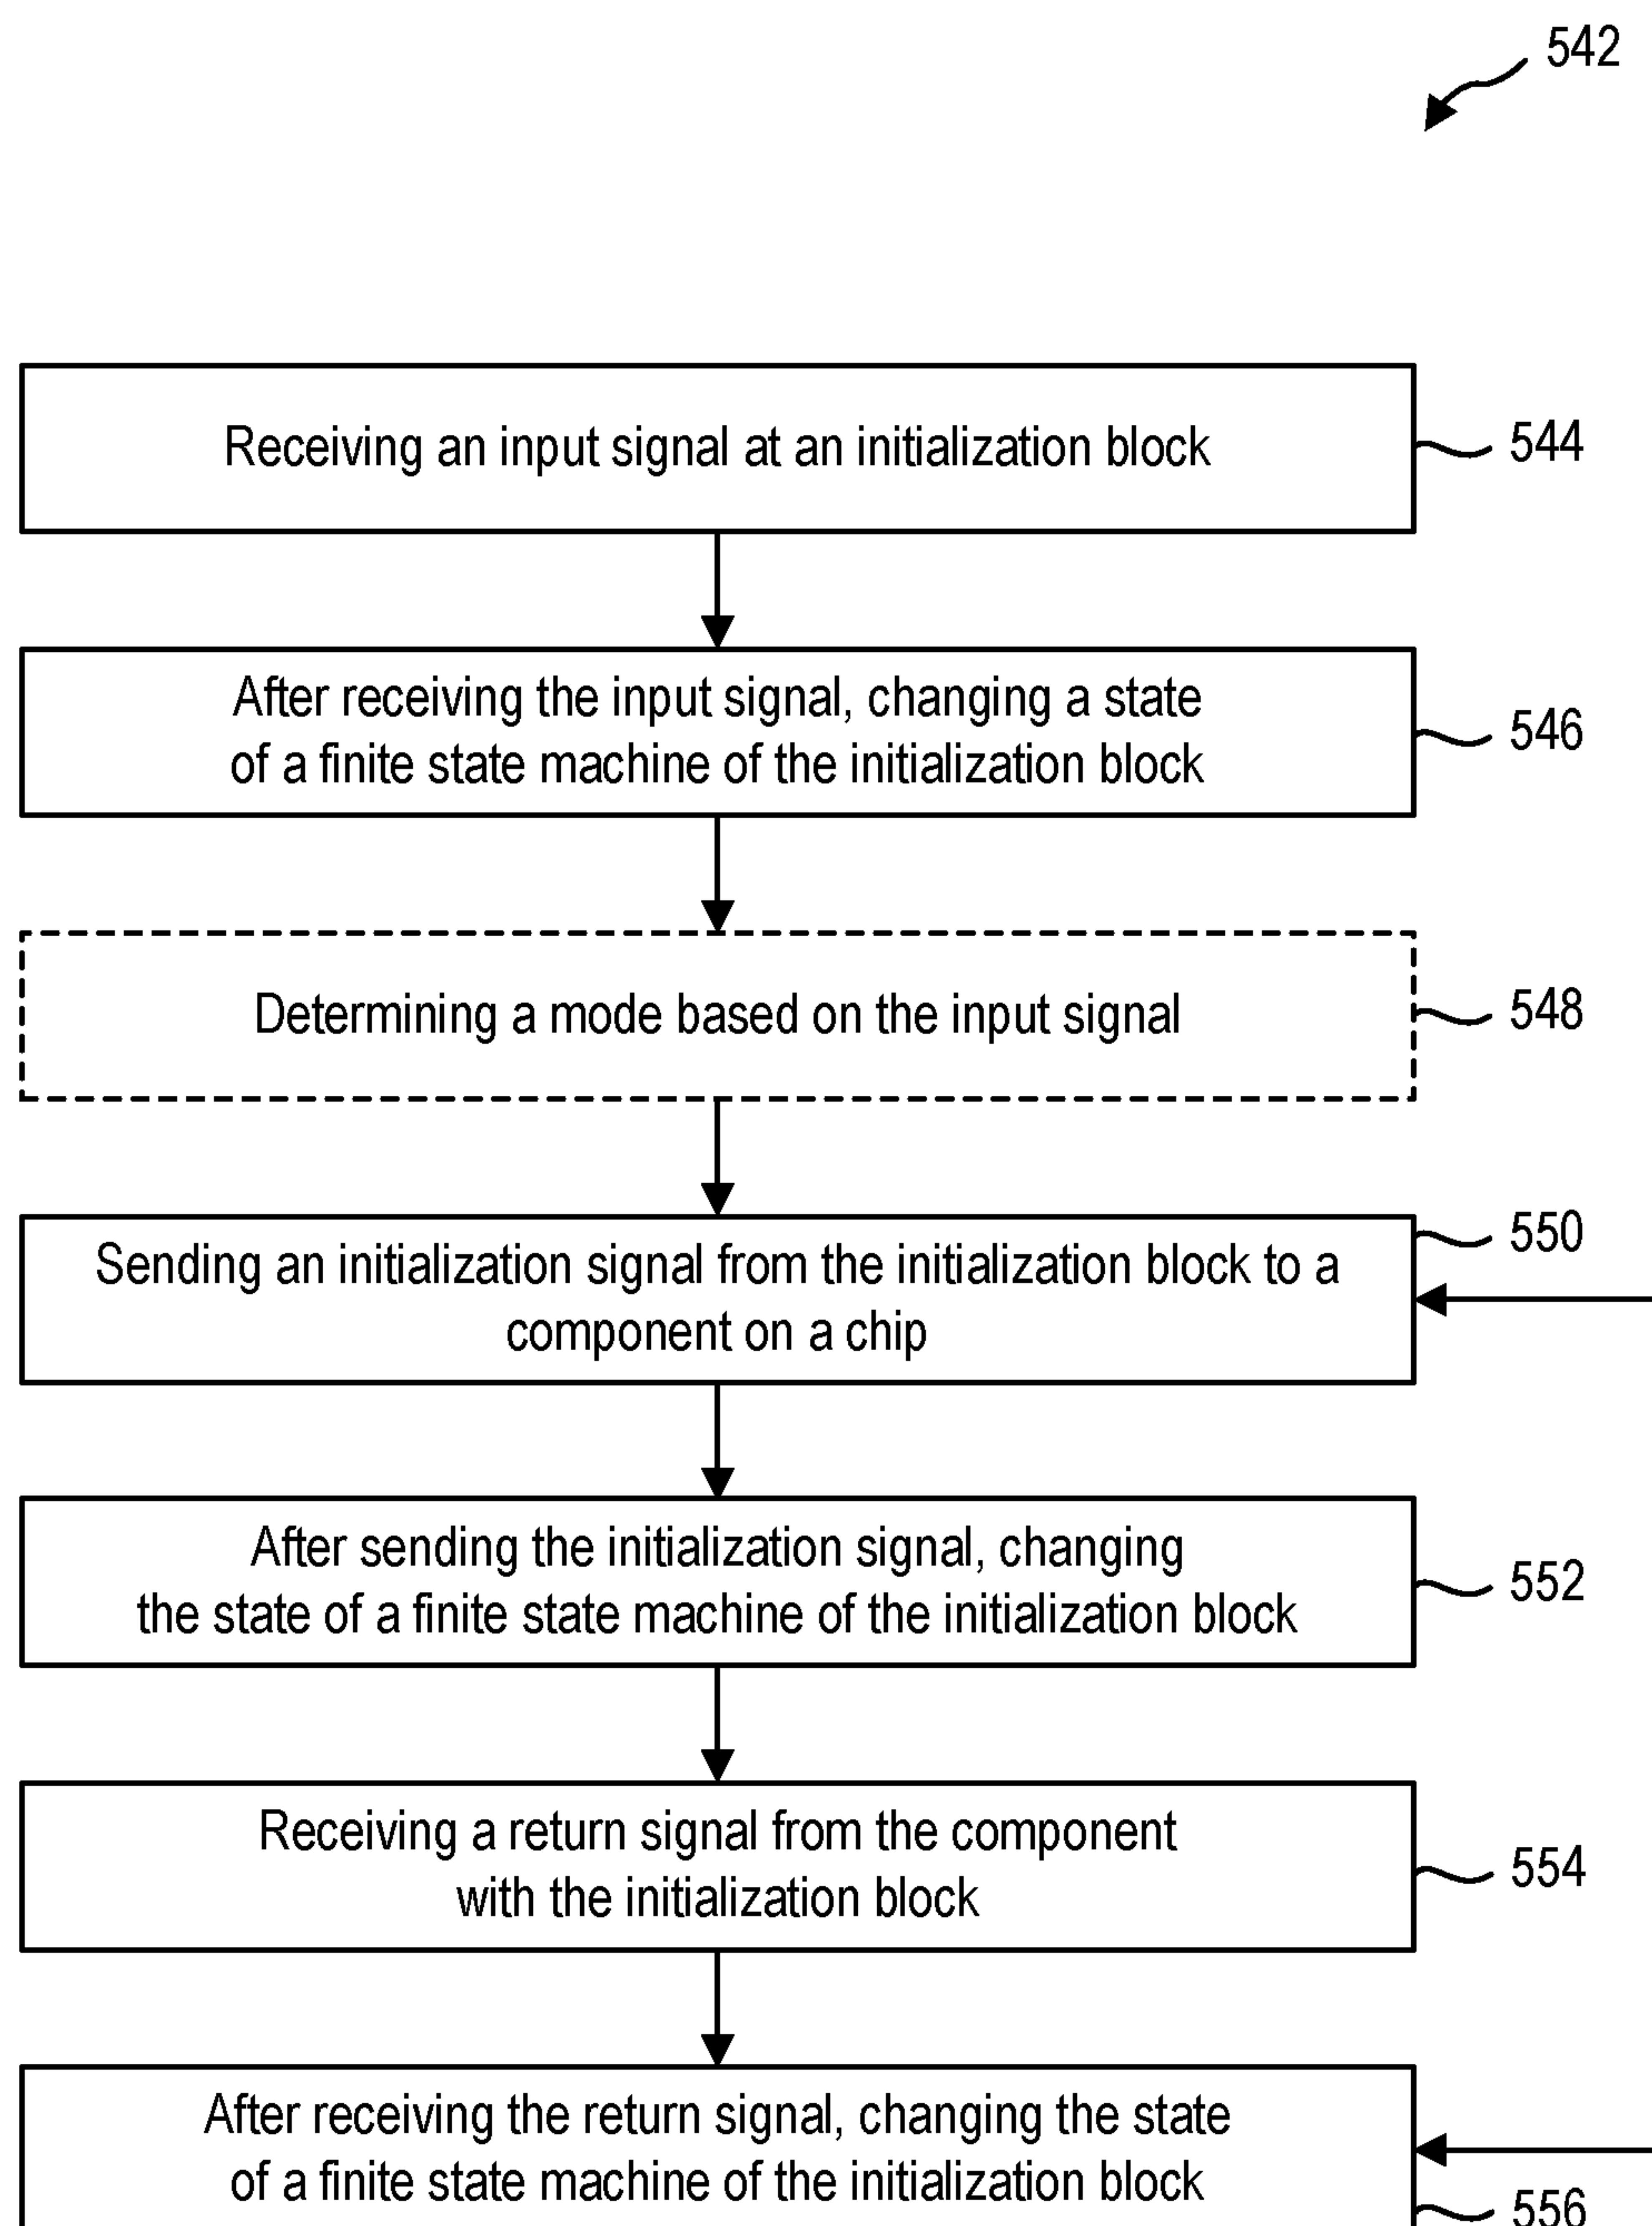 542
Receiving an input signal at an initialization block
544
After receiving the input signal, changing a state
of a finite state machine of the initialization block
546
Determining a mode based on the input signal
548
Sending an initialization signal from the initialization block to a
component on a chip
550
After sending the initialization signal, changing
the state of a finite state machine of the initialization block
552
Receiving a return signal from the component
with the initialization block
554
After receiving the return signal, changing the state
of a finite state machine of the initialization block
556